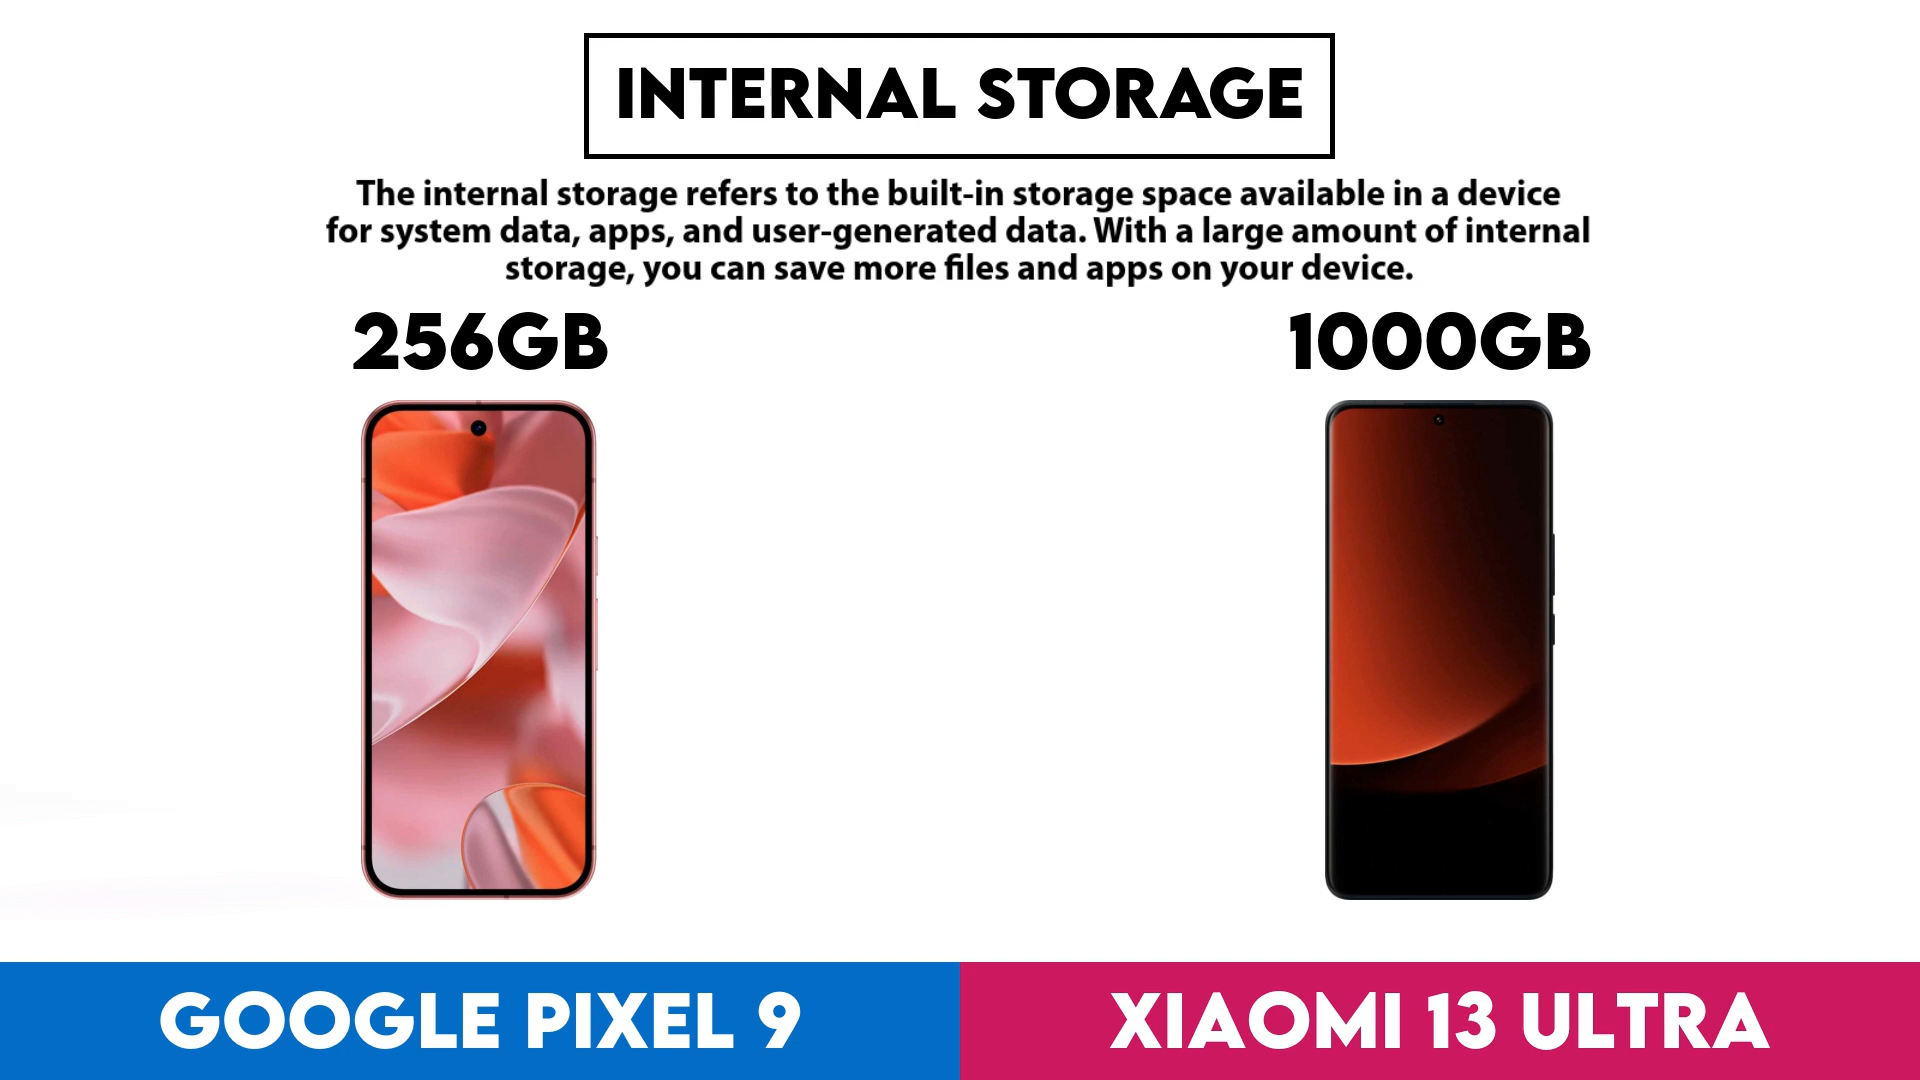 INTERNAL STORAGE
The internal storage refers to the built-in storage space available in a device
for system data, apps, and user-generated data. With a large amount of internal
storage, you can save more files and apps on your device.
256GB
1000GB
GOOGLE PIXEL 9
XIAOMI 13 ULTRA